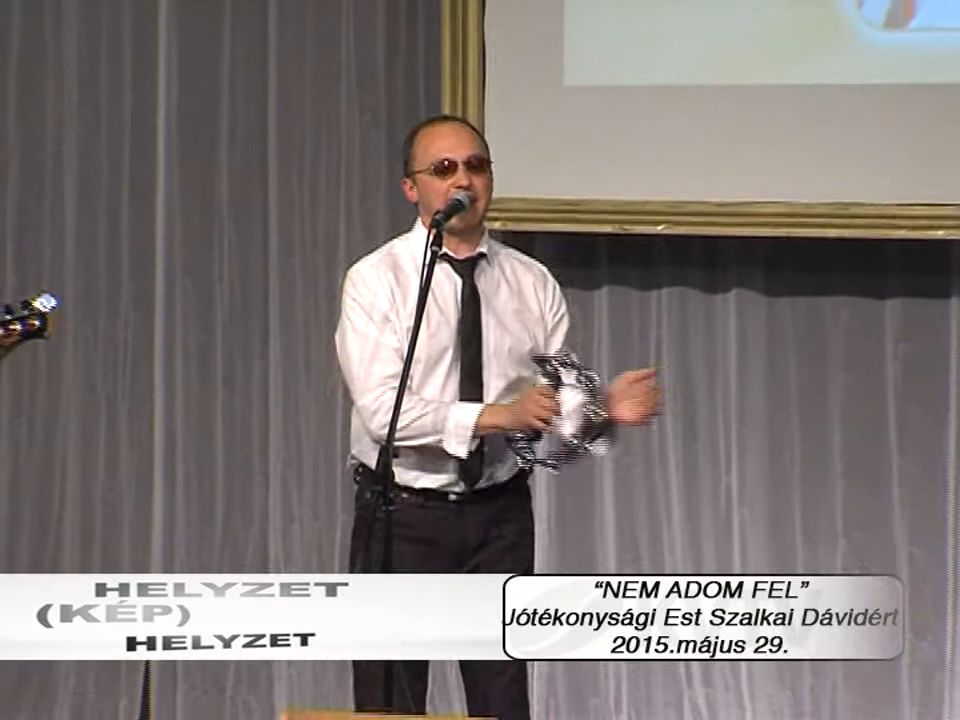 HELYZET
(KÉP)
HELYZET
“NEM ADOM FEL”
Jótékonysági Est Szalkai Dávidért
2015.május 29.